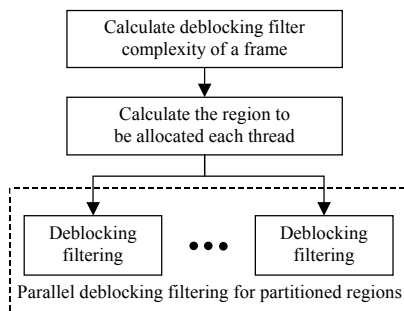 Calculate deblocking filter
complexity of a frame
Calculate the region to
be allocated each thread
Deblocking
filtering
Deblocking
filtering
Parallel deblocking filtering for partitioned regions